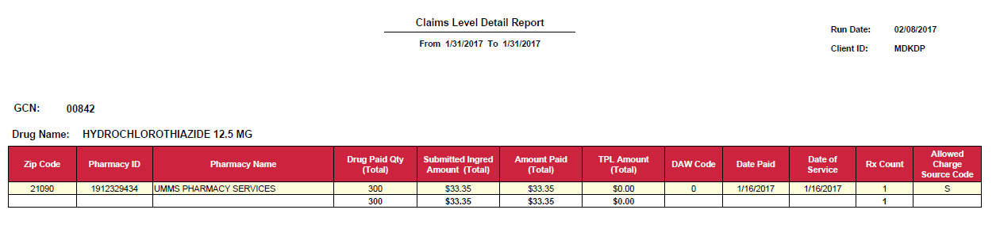 Claims Level Detail Report
From 1/31/2017 To 1/31/2017
Run Date: 02/08/2017
Client ID: MDKDP
GCN: 00842
Drug Name: HYDROCHLOROTHIAZIDE 12.5 MG
Zip Code Pharmacy ID Pharmacy Name Drug Paid Qty (Total) Submitted Ingred Amount (Total) Amount Paid (Total) TPL Amount (Total) DAW Code Date Paid Date of Service Rx Count Allowed Charge Source Code
21090 1912329434 UMMS PHARMACY SERVICES 300 $33.35 $33.35 $0.00 0 1/16/2017 1/16/2017 1 S
300 $33.35 $33.35 $0.00 1